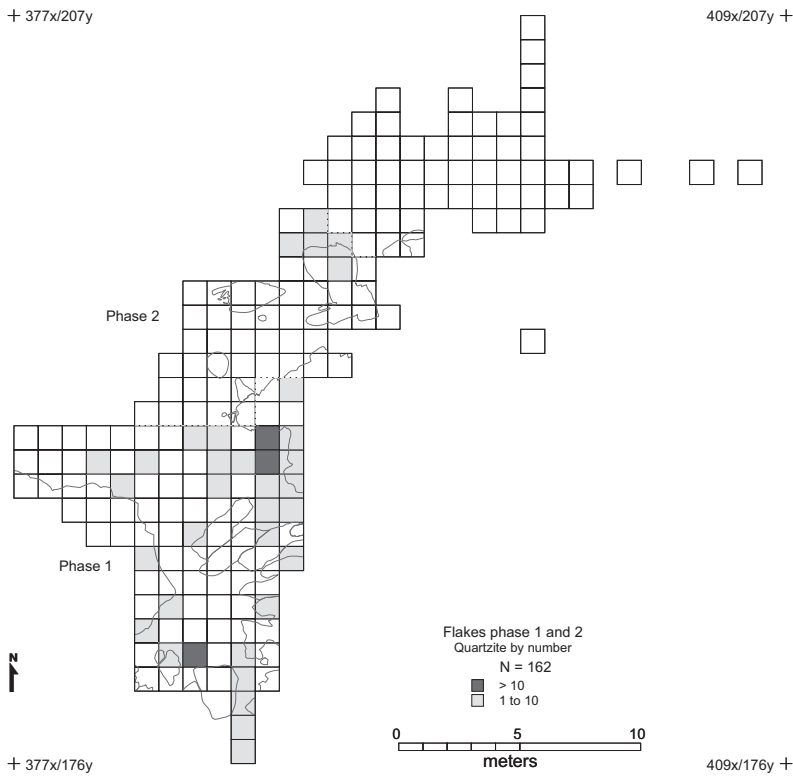 377x/207y
409x/207y
Phase 2
Phase 1
Flakes phase 1 and 2
Quartzite by number
N = 162
> 10
1 to 10
N
0 5 10
meters
377x/176y
409x/176y